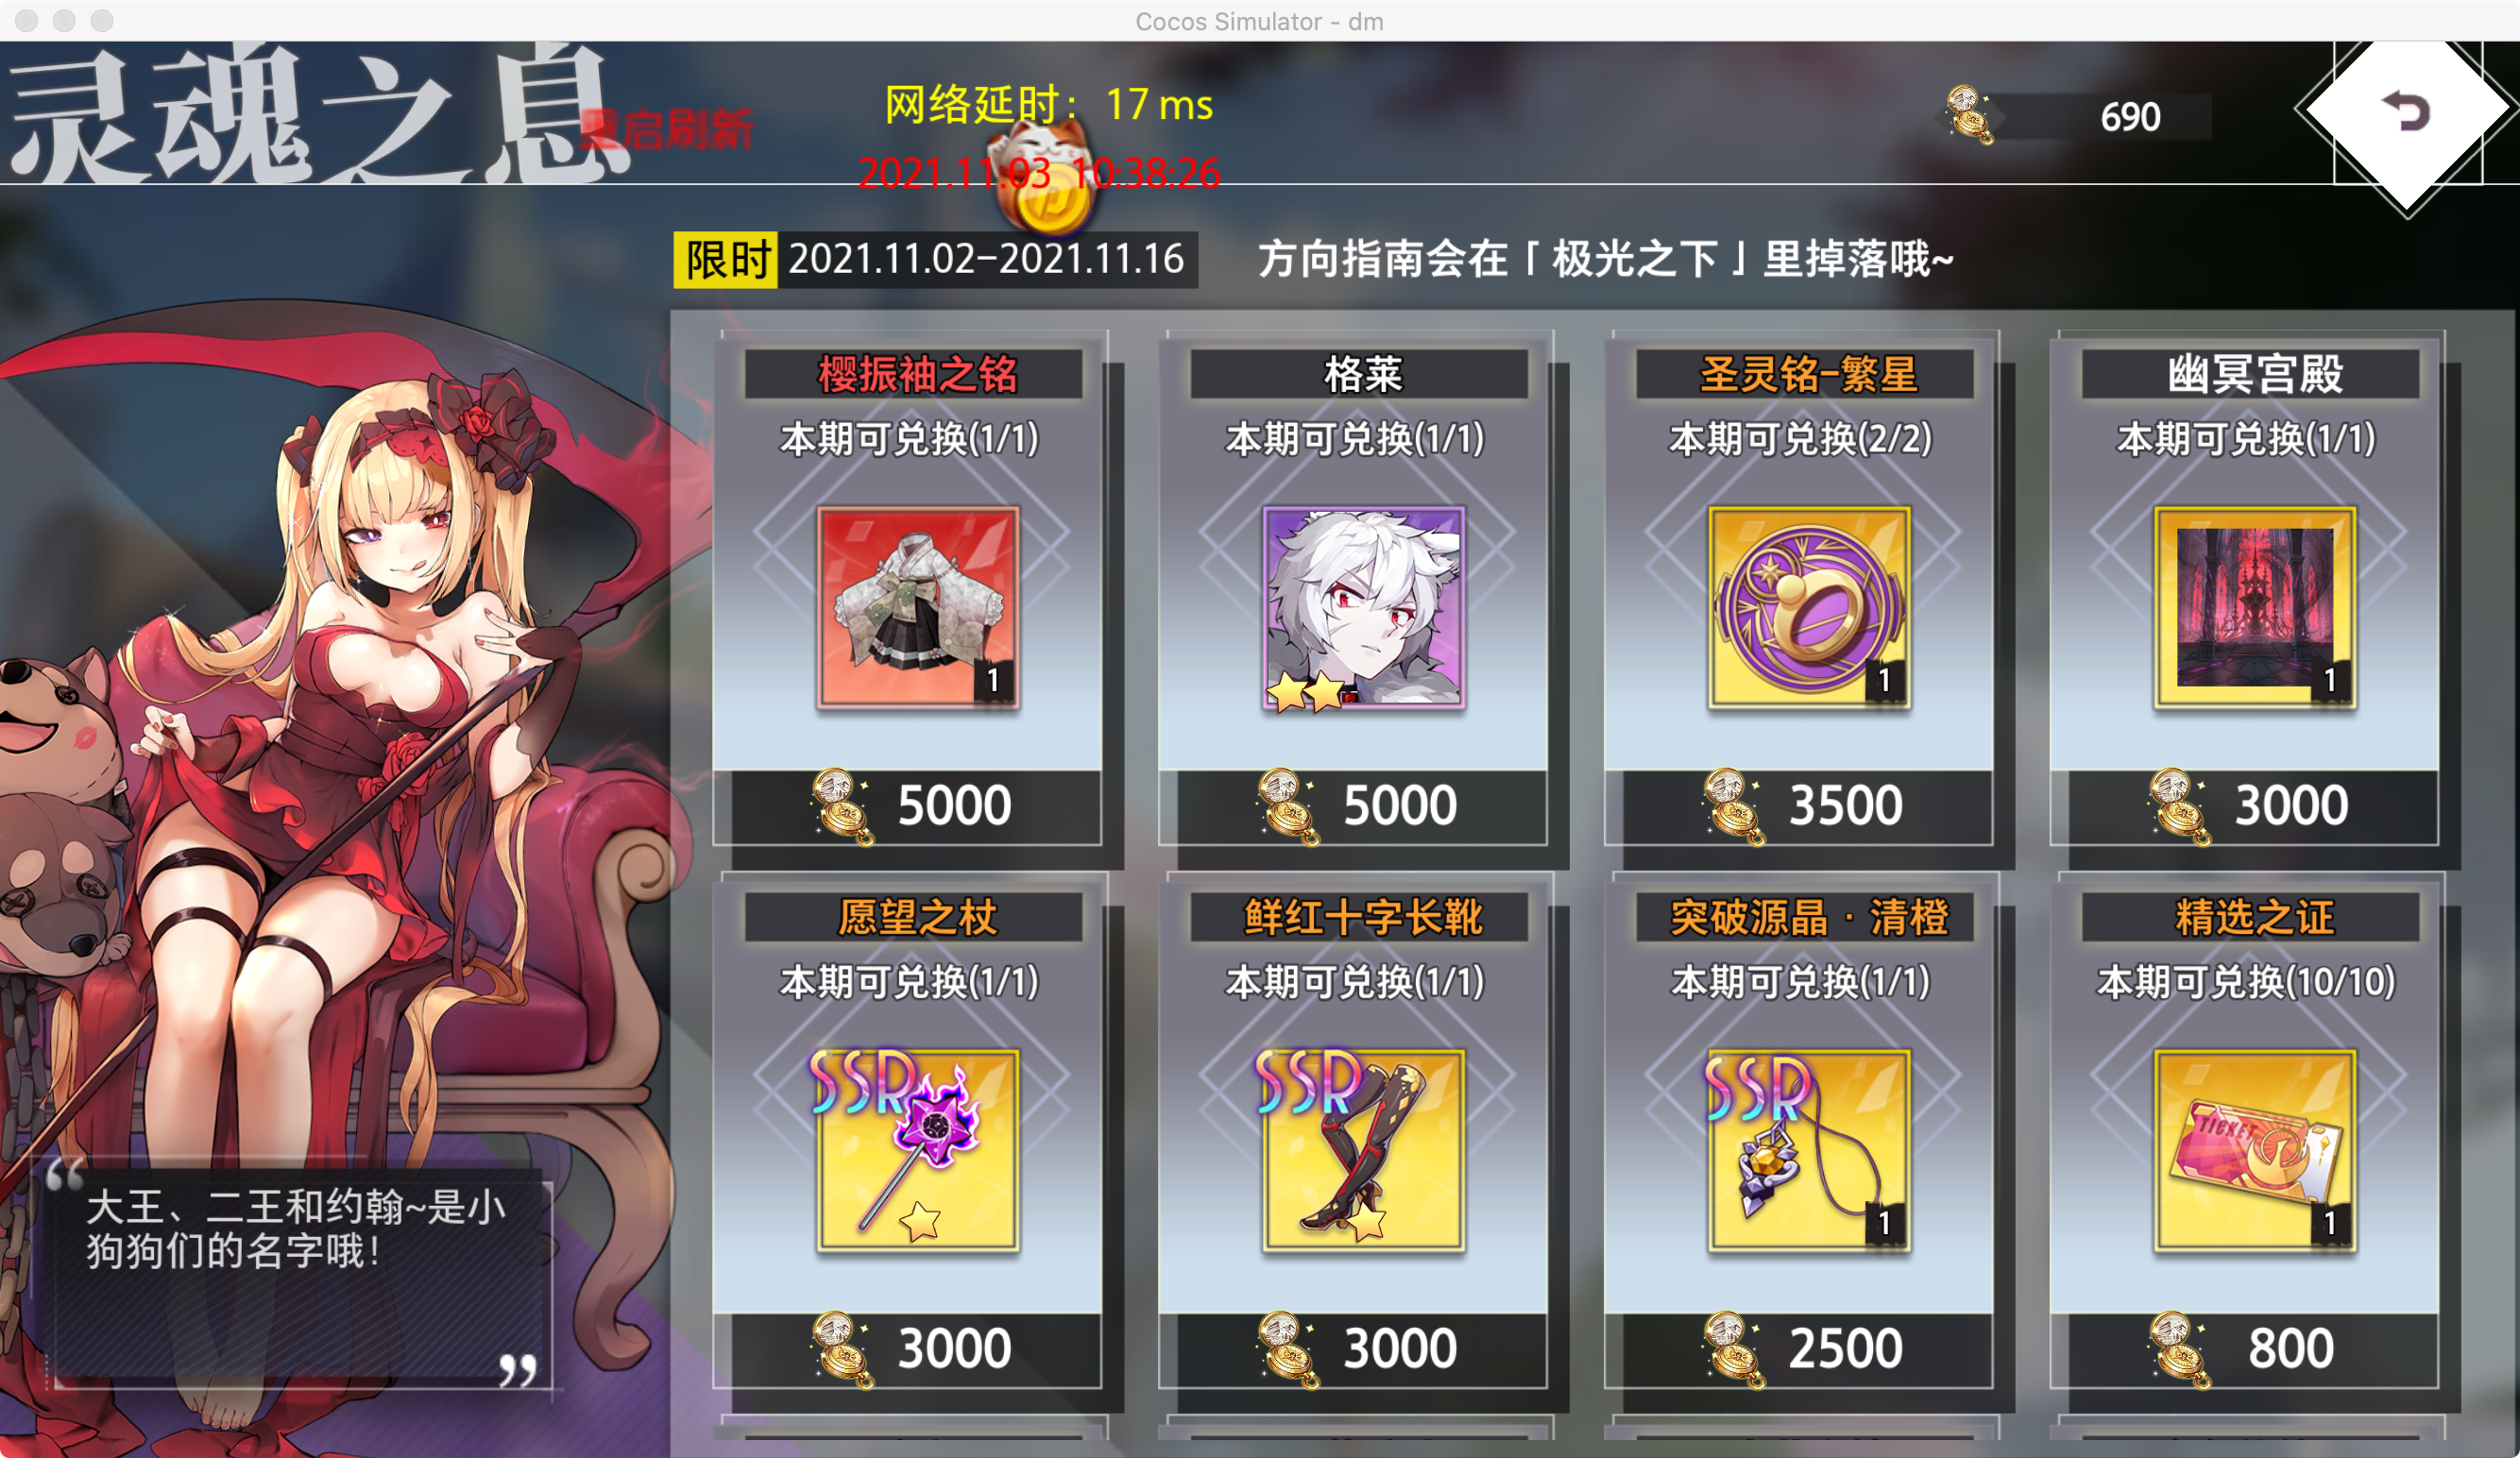 Cocos Simulator - dm
灵魂之息
重启刷新
网络延时： 17 ms
2021.11.03 10:38:26
690
限时 2021.11.02-2021.11.16
方向指南会在「极光之下」里掉落哦~
樱振袖之铭
本期可兑换(1/1)
1
5000
格莱
本期可兑换(1/1)
5000
圣灵铭-繁星
本期可兑换(2/2)
1
3500
幽冥宫殿
本期可兑换(1/1)
1
3000
愿望之杖
本期可兑换(1/1)
SSR
3000
鲜红十字长靴
本期可兑换(1/1)
SSR
3000
突破源晶·清橙
本期可兑换(1/1)
SSR
1
2500
精选之证
本期可兑换(10/10)
TICKET
1
800
“
大王、二王和约翰~是小
狗狗们的名字哦！
”